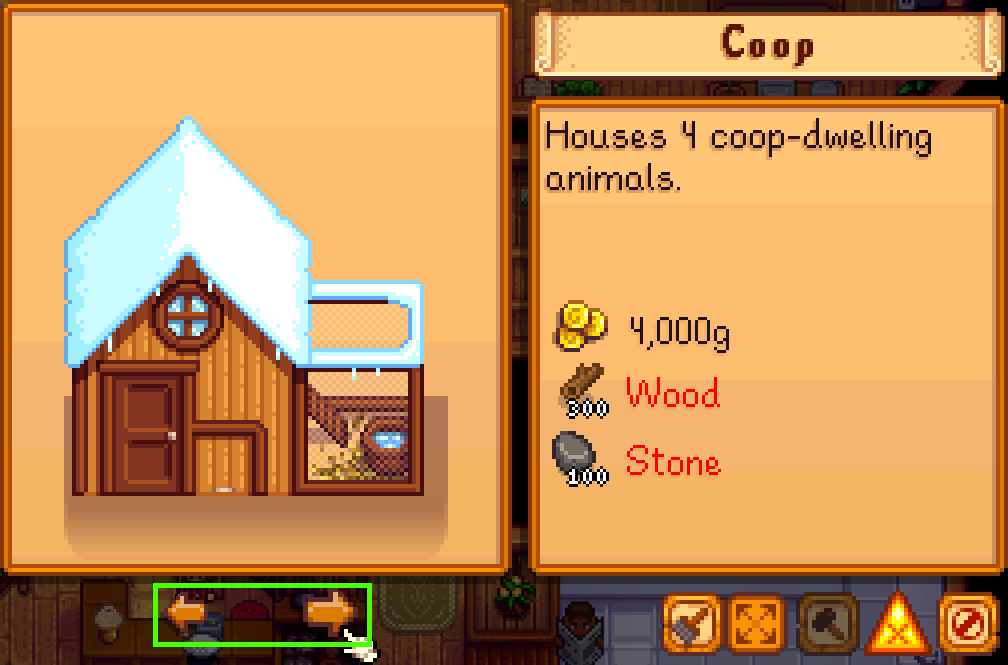 Coop
Houses 4 coop-dwelling
animals.
4,000g
300 Wood
100 Stone